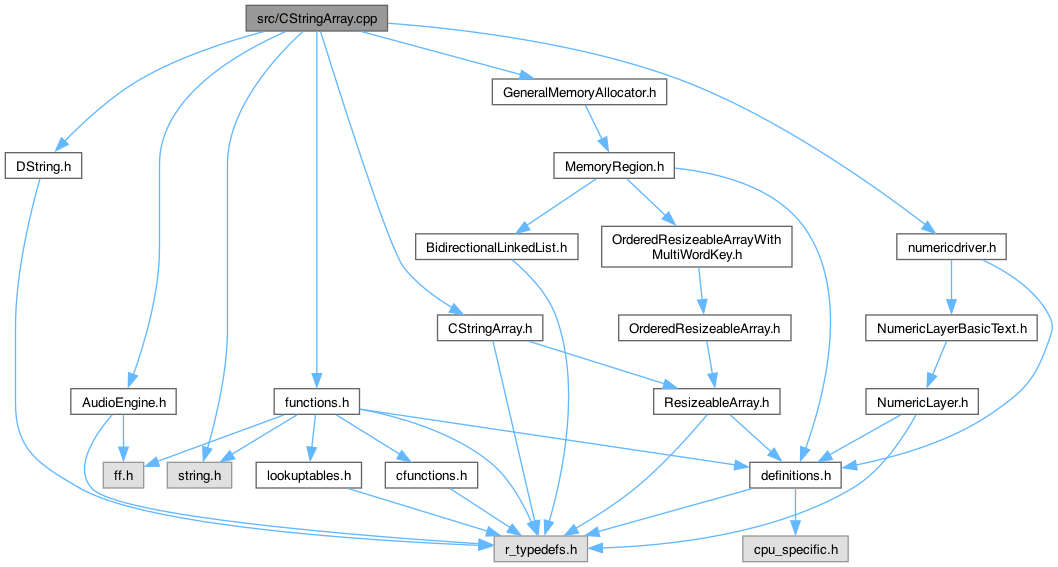 src/CStringArray.cpp
GeneralMemoryAllocator.h
DString.h
MemoryRegion.h
BidirectionalLinkedList.h
OrderedResizeableArrayWith
MultiWordKey.h
numericdriver.h
CStringArray.h
OrderedResizeableArray.h
NumericLayerBasicText.h
AudioEngine.h
functions.h
ResizeableArray.h
NumericLayer.h
ff.h
string.h
lookuptables.h
cfunctions.h
definitions.h
r_typedefs.h
cpu_specific.h